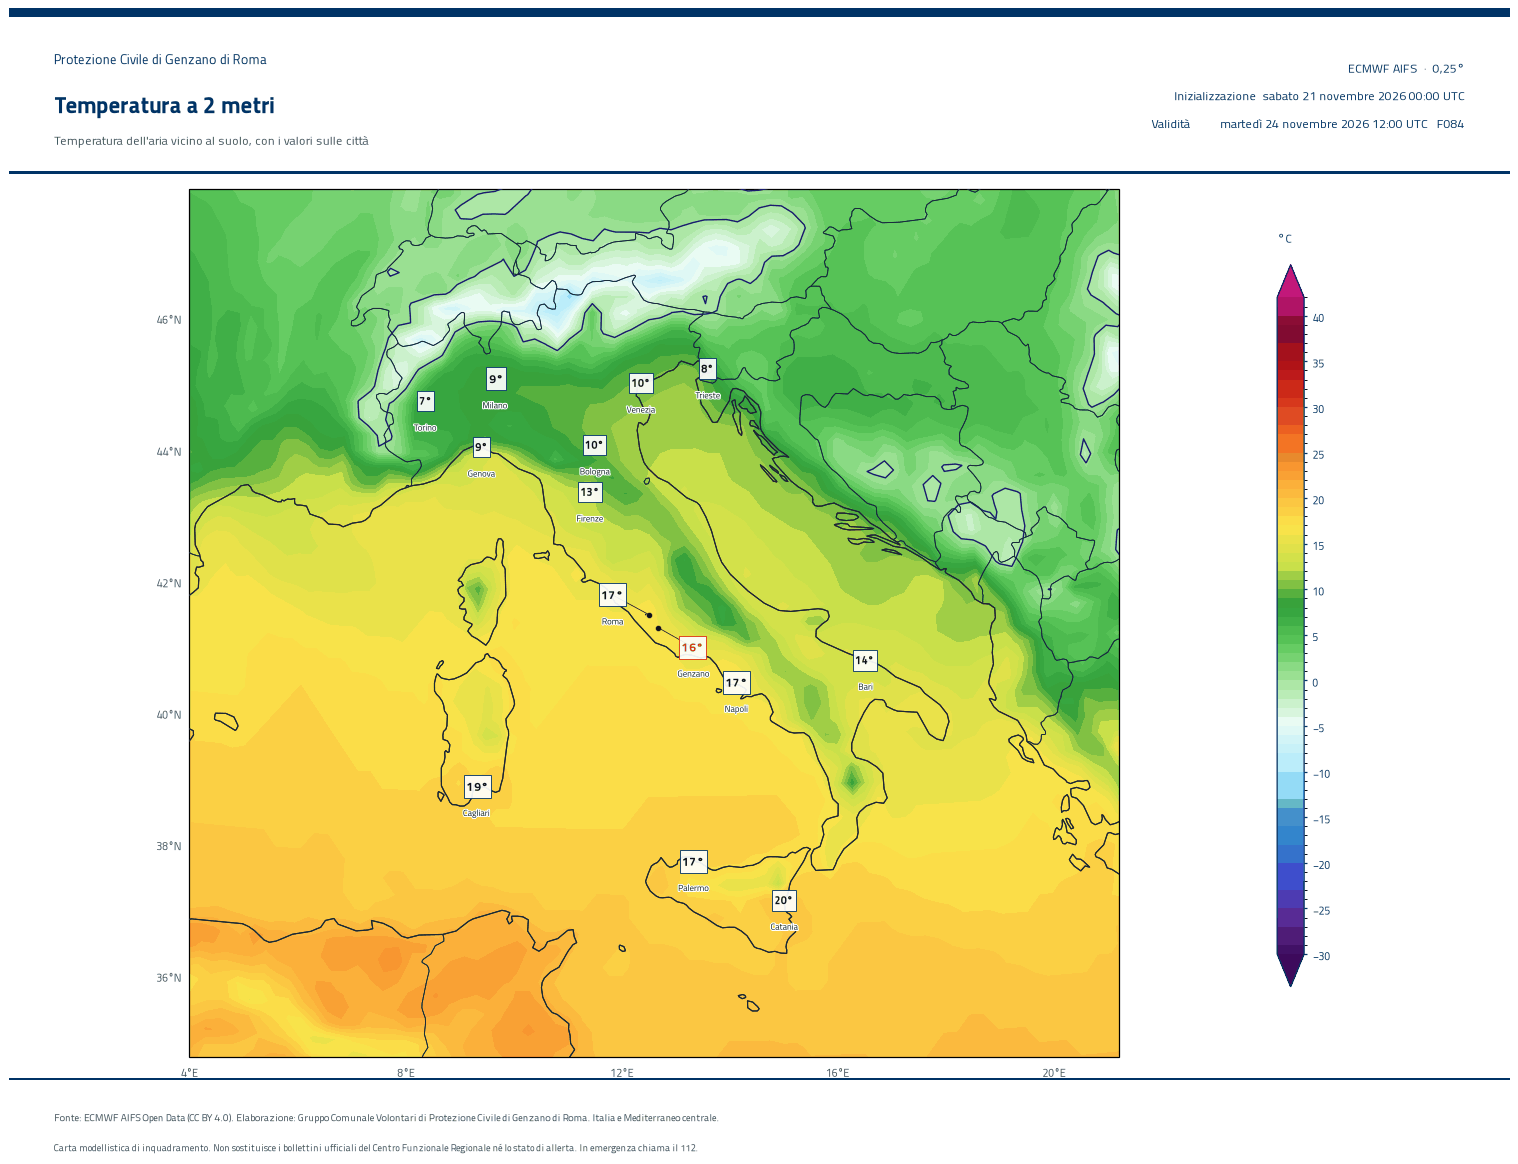 Protezione Civile di Genzano di Roma
Temperatura a 2 metri
Temperatura dell'aria vicino al suolo, con i valori sulle città
ECMWF AIFS · 0,25°
Inizializzazione sabato 21 novembre 2026 00:00 UTC
Validità martedì 24 novembre 2026 12:00 UTC F084
°C
40
35
30
25
20
15
10
5
0
−5
−10
−15
−20
−25
−30
46°N
44°N
42°N
40°N
38°N
36°N
4°E
8°E
12°E
16°E
20°E
7°
Torino
9°
Milano
10°
Venezia
8°
Trieste
9°
Genova
10°
Bologna
13°
Firenze
17°
Roma
16°
Genzano
17°
Napoli
14°
Bari
19°
Cagliari
17°
Palermo
20°
Catania
Fonte: ECMWF AIFS Open Data (CC BY 4.0). Elaborazione: Gruppo Comunale Volontari di Protezione Civile di Genzano di Roma. Italia e Mediterraneo centrale.
Carta modellistica di inquadramento. Non sostituisce i bollettini ufficiali del Centro Funzionale Regionale né lo stato di allerta. In emergenza chiama il 112.